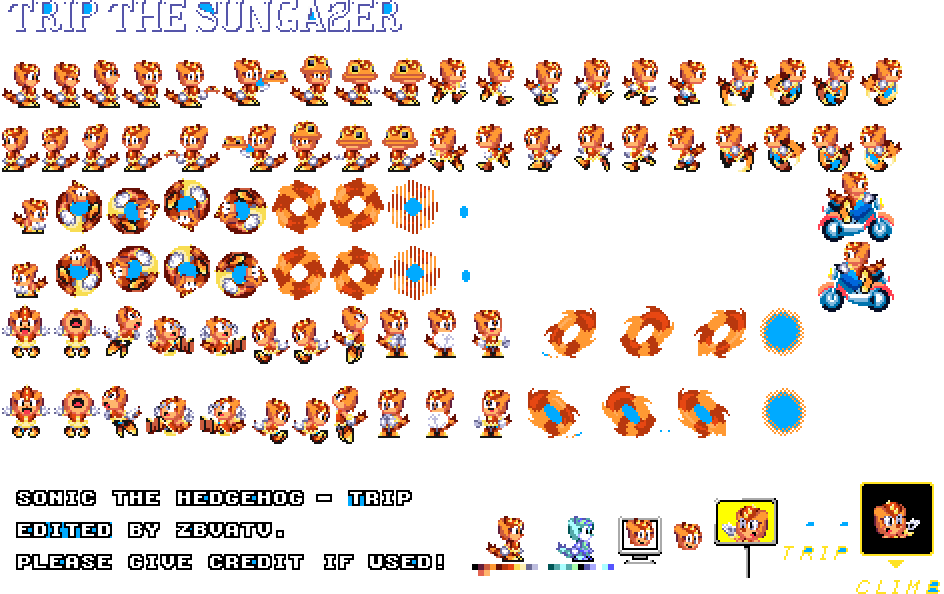 TRIP THE SUNGAZER
SONIC THE HEDGEHOG - TRIP
EDITED BY ZBVATV.
PLEASE GIVE CREDIT IF USED!
TRIP
CLIMB